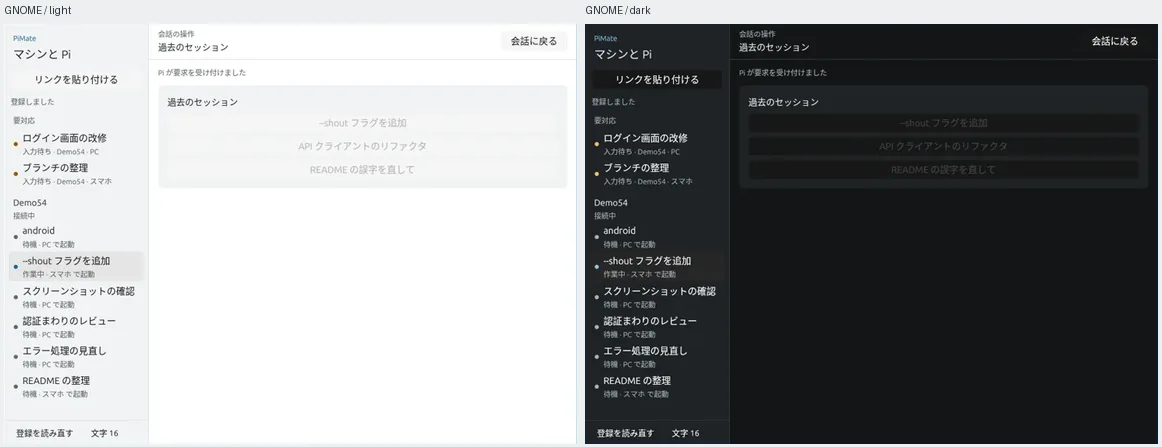 GNOME / light
PiMate
マシンと Pi
リンクを貼り付ける
登録しました
要対応
ログイン画面の改修
入力待ち · Demo54 · PC
ブランチの整理
入力待ち · Demo54 · スマホ
Demo54
接続中
android
待機 · PC で起動
--shout フラグを追加
作業中 · スマホ で起動
スクリーンショットの確認
待機 · PC で起動
認証まわりのレビュー
待機 · PC で起動
エラー処理の見直し
待機 · PC で起動
README の整理
待機 · スマホ で起動
登録を読み直す
文字 16
会話の操作
過去のセッション
会話に戻る
Pi が要求を受け付けました
過去のセッション
--shout フラグを追加
API クライアントのリファクタ
README の誤字を直して
GNOME / dark
PiMate
マシンと Pi
リンクを貼り付ける
登録しました
要対応
ログイン画面の改修
入力待ち · Demo54 · PC
ブランチの整理
入力待ち · Demo54 · スマホ
Demo54
接続中
android
待機 · PC で起動
--shout フラグを追加
作業中 · スマホ で起動
スクリーンショットの確認
待機 · PC で起動
認証まわりのレビュー
待機 · PC で起動
エラー処理の見直し
待機 · PC で起動
README の整理
待機 · スマホ で起動
登録を読み直す
文字 16
会話の操作
過去のセッション
会話に戻る
Pi が要求を受け付けました
過去のセッション
--shout フラグを追加
API クライアントのリファクタ
README の誤字を直して